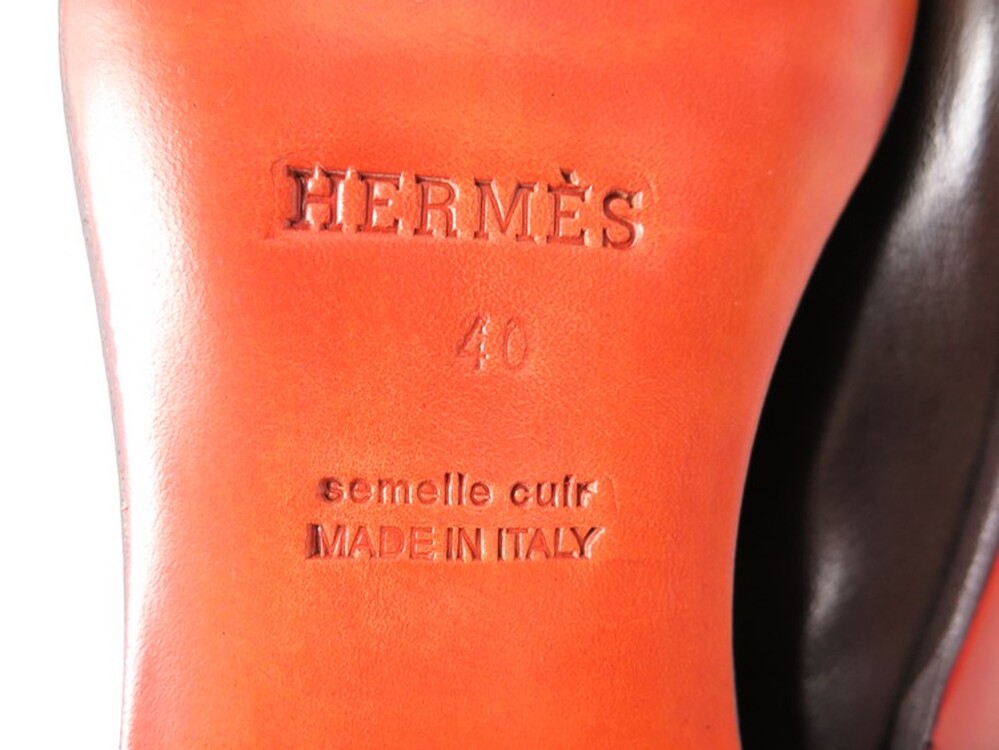 HERMÈS
40
semelle cuir
MADE IN ITALY